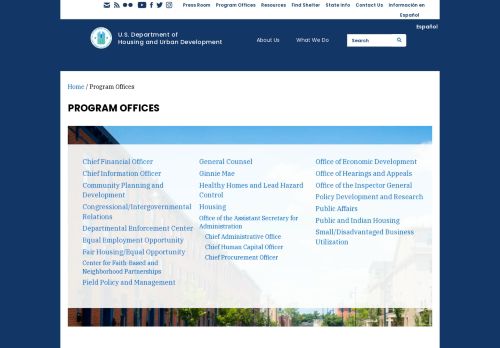 Press Room Program Offices Resources Find Shelter State Info Contact Us Información en Español
Español
U.S. Department of
Housing and Urban Development
About Us What We Do Search
Home / Program Offices
PROGRAM OFFICES
Chief Financial Officer
Chief Information Officer
Community Planning and
Development
Congressional/Intergovernmental
Relations
Departmental Enforcement Center
Equal Employment Opportunity
Fair Housing/Equal Opportunity
Center for Faith-Based and
Neighborhood Partnerships
Field Policy and Management
General Counsel
Ginnie Mae
Healthy Homes and Lead Hazard
Control
Housing
Office of the Assistant Secretary for
Administration
Chief Administrative Office
Chief Human Capital Officer
Chief Procurement Officer
Office of Economic Development
Office of Hearings and Appeals
Office of the Inspector General
Policy Development and Research
Public Affairs
Public and Indian Housing
Small/Disadvantaged Business
Utilization